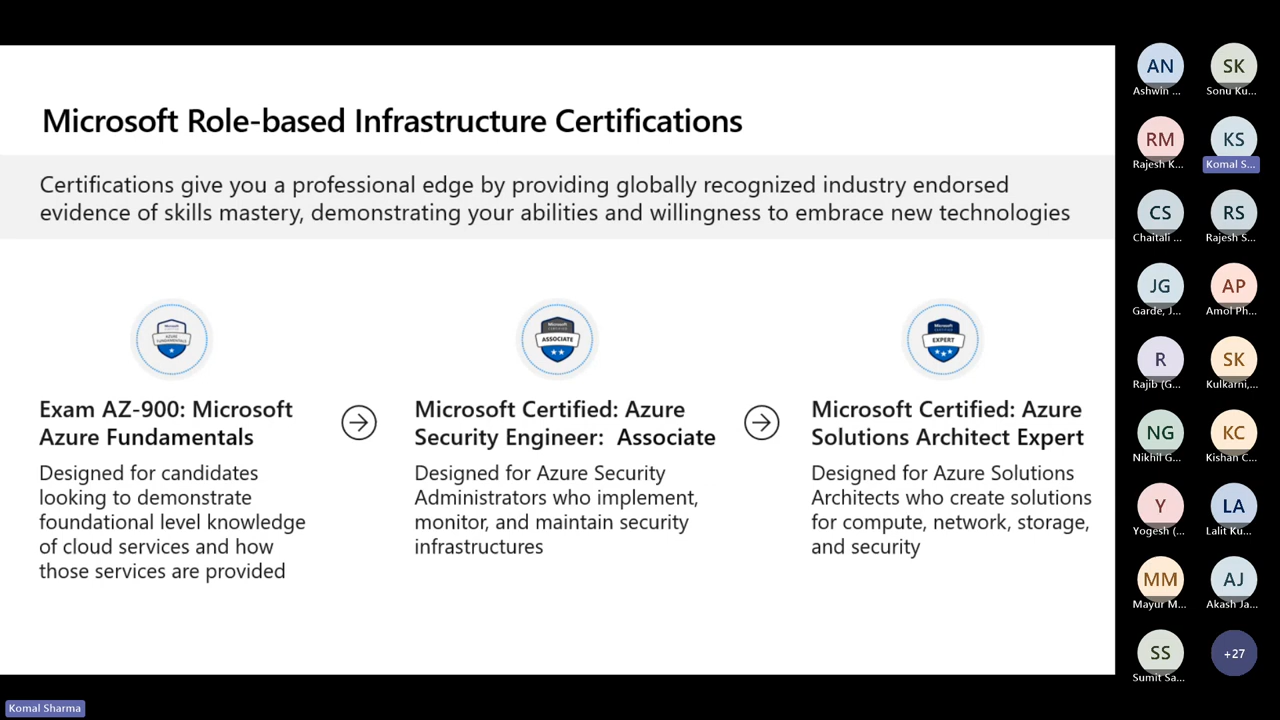 Microsoft Role-based Infrastructure Certifications
Certifications give you a professional edge by providing globally recognized industry endorsed
evidence of skills mastery, demonstrating your abilities and willingness to embrace new technologies
Microsoft
AZURE
FUNDAMENTALS
Microsoft
CERTIFIED
ASSOCIATE
Microsoft
CERTIFIED
EXPERT
Exam AZ-900: Microsoft
Azure Fundamentals
Designed for candidates
looking to demonstrate
foundational level knowledge
of cloud services and how
those services are provided
Microsoft Certified: Azure
Security Engineer: Associate
Designed for Azure Security
Administrators who implement,
monitor, and maintain security
infrastructures
Microsoft Certified: Azure
Solutions Architect Expert
Designed for Azure Solutions
Architects who create solutions
for compute, network, storage,
and security
AN
Ashwin ...
SK
Sonu Ku...
RM
Rajesh K...
KS
Komal S...
CS
Chaitali ...
RS
Rajesh S...
JG
Garde, J...
AP
Amol Ph...
R
Rajib (G...
SK
Kulkarni,...
NG
Nikhil G...
KC
Kishan C...
Y
Yogesh (...
LA
Lalit Ku...
MM
Mayur M...
AJ
Akash Ja...
SS
Sumit Sa...
+27
Komal Sharma